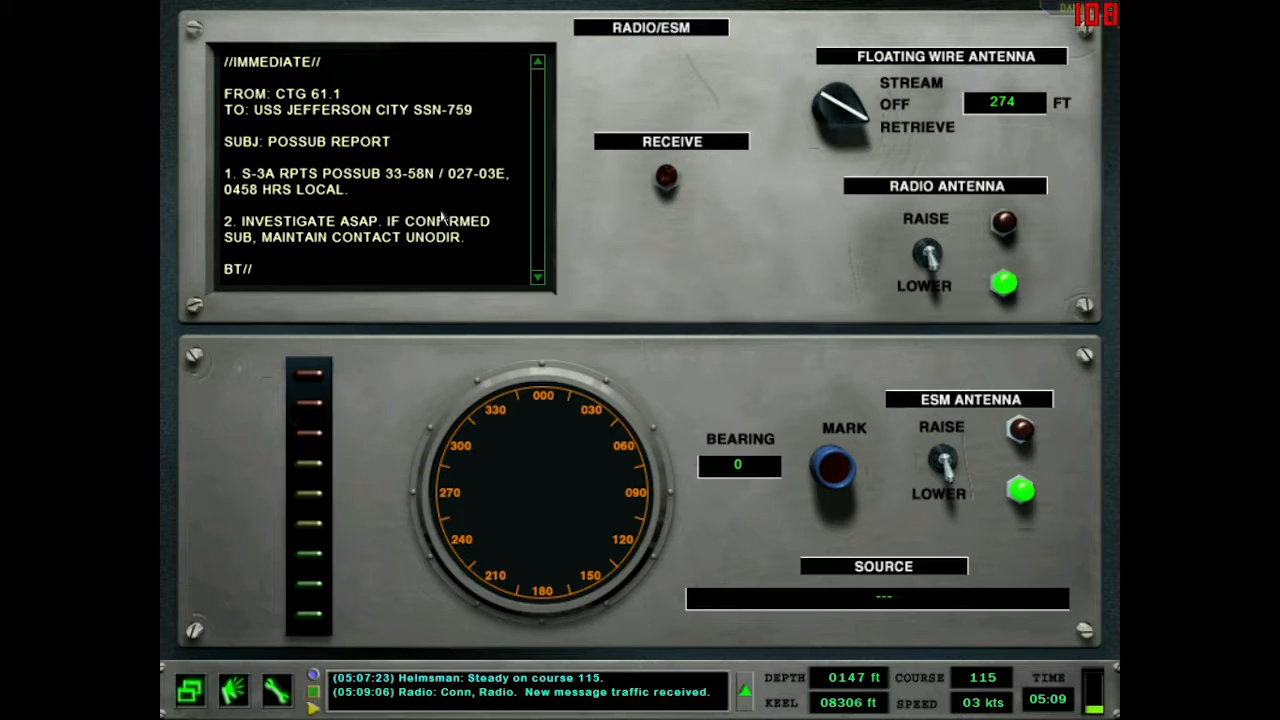 RADIO/ESM
108
//IMMEDIATE//
FROM: CTG 61.1
TO: USS JEFFERSON CITY SSN-759
SUBJ: POSSUB REPORT
1. S-3A RPTS POSSUB 33-58N / 027-03E,
0458 HRS LOCAL.
2. INVESTIGATE ASAP. IF CONFIRMED
SUB, MAINTAIN CONTACT UNODIR.
BT//
RECEIVE
FLOATING WIRE ANTENNA
STREAM
OFF
RETRIEVE
274 FT
RADIO ANTENNA
RAISE
LOWER
000
030
060
090
120
150
180
210
240
270
300
330
BEARING
0
MARK
ESM ANTENNA
RAISE
LOWER
SOURCE
---
(05:07:23) Helmsman: Steady on course 115.
(05:09:06) Radio: Conn, Radio. New message traffic received.
DEPTH 0147 ft COURSE 115 TIME
KEEL 08306 ft SPEED 03 kts 05:09